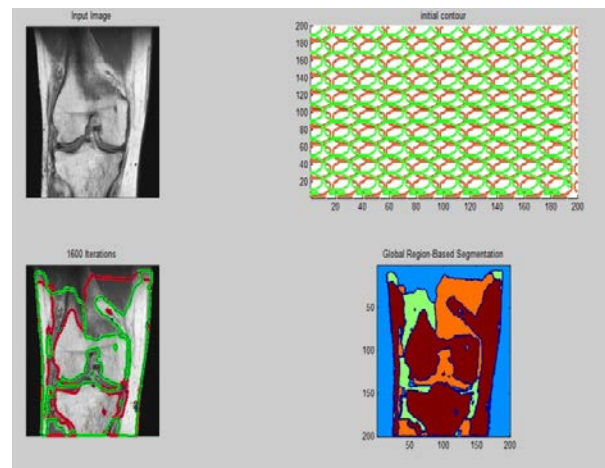 Input Image
initial contour
200
180
160
140
120
100
80
60
40
20
20 40 60 80 100 120 140 160 180 200
1600 Iterations
Global Region-Based Segmentation
50
100
150
200
50 100 150 200